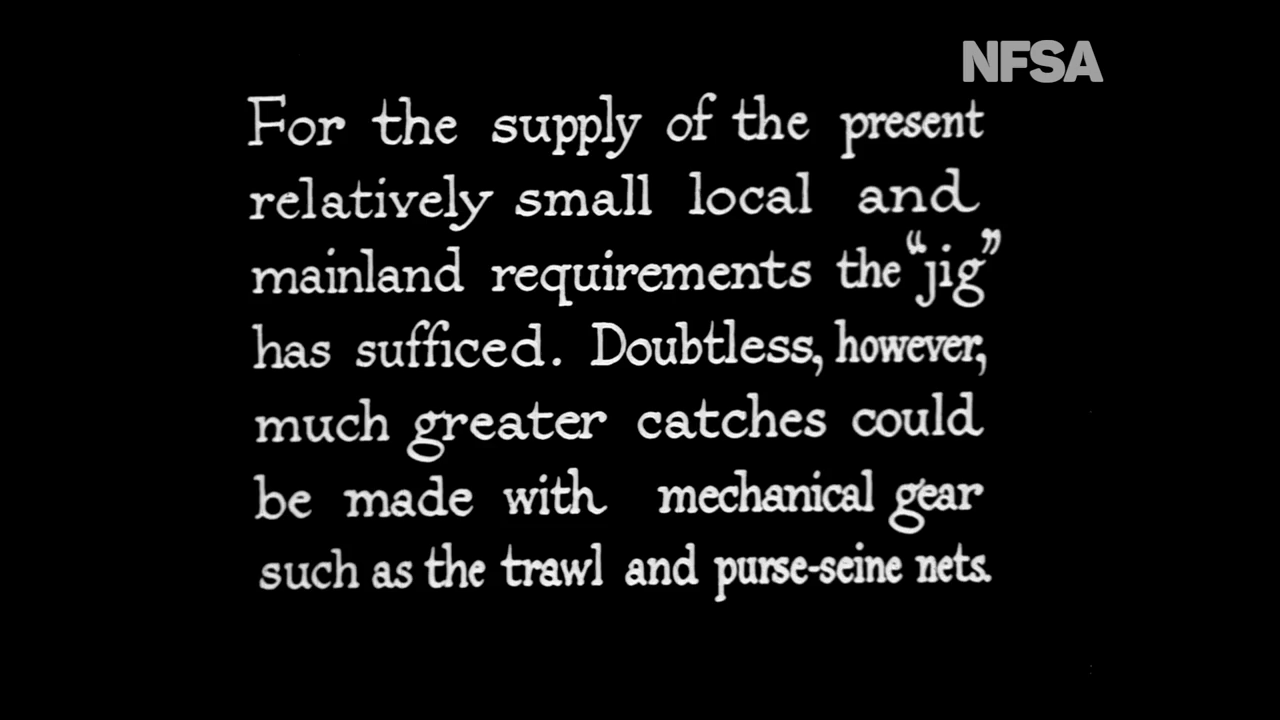 NFSA
For the supply of the present
relatively small local and
mainland requirements the “jig”
has sufficed. Doubtless, however,
much greater catches could
be made with mechanical gear
such as the trawl and purse-seine nets.